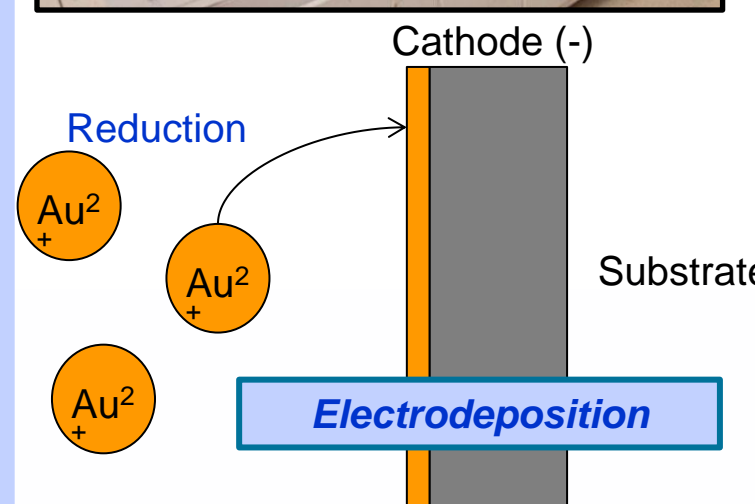 Cathode (-)
Reduction
Au²
+
Au²
+
Substrate
Au²
+
Electrodeposition